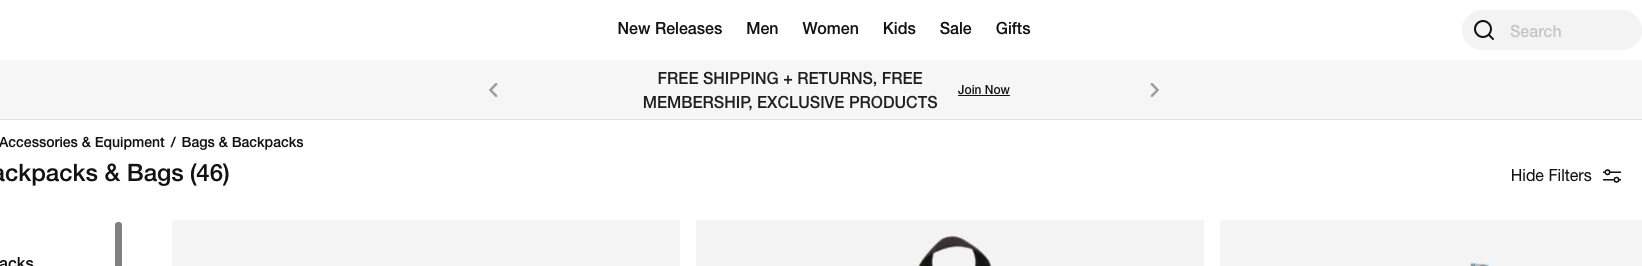 New Releases Men Women Kids Sale Gifts
Search
FREE SHIPPING + RETURNS, FREE
MEMBERSHIP, EXCLUSIVE PRODUCTS
Join Now
Accessories & Equipment / Bags & Backpacks
ackpacks & Bags (46)
Hide Filters
acks